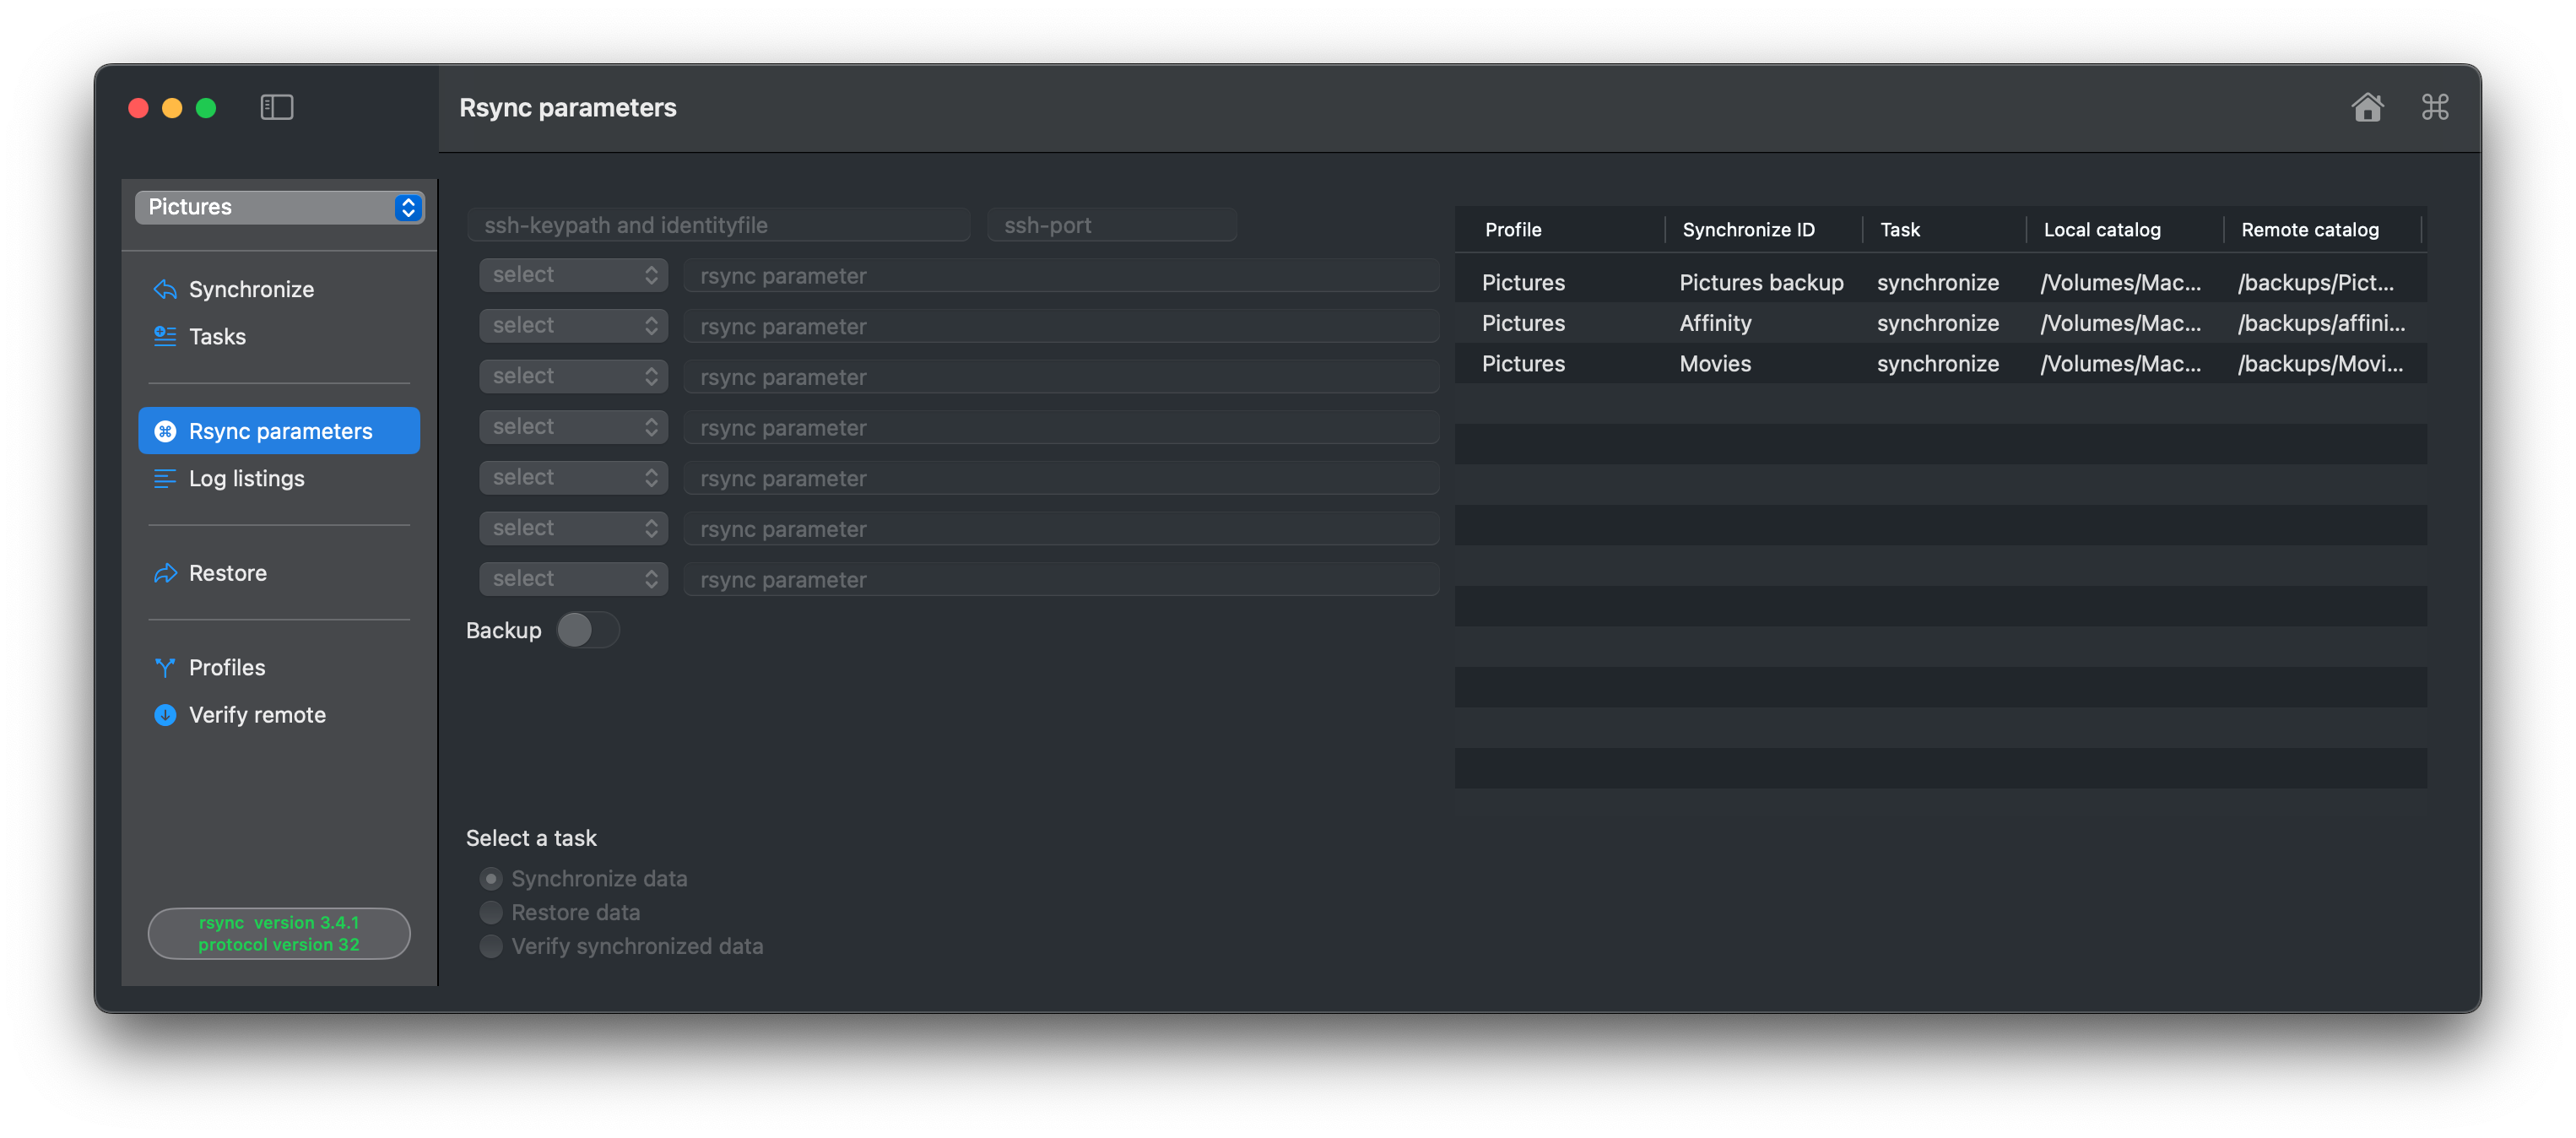 Rsync parameters
Pictures
Synchronize
Tasks
Rsync parameters
Log listings
Restore
Profiles
Verify remote
rsync  version 3.4.1
protocol version 32
ssh-keypath and identityfile ssh-port
select rsync parameter
select rsync parameter
select rsync parameter
select rsync parameter
select rsync parameter
select rsync parameter
select rsync parameter
Backup
Select a task
Synchronize data
Restore data
Verify synchronized data
Profile Synchronize ID Task Local catalog Remote catalog
Pictures Pictures backup synchronize /Volumes/Mac... /backups/Pict...
Pictures Affinity synchronize /Volumes/Mac... /backups/affini...
Pictures Movies synchronize /Volumes/Mac... /backups/Movi...